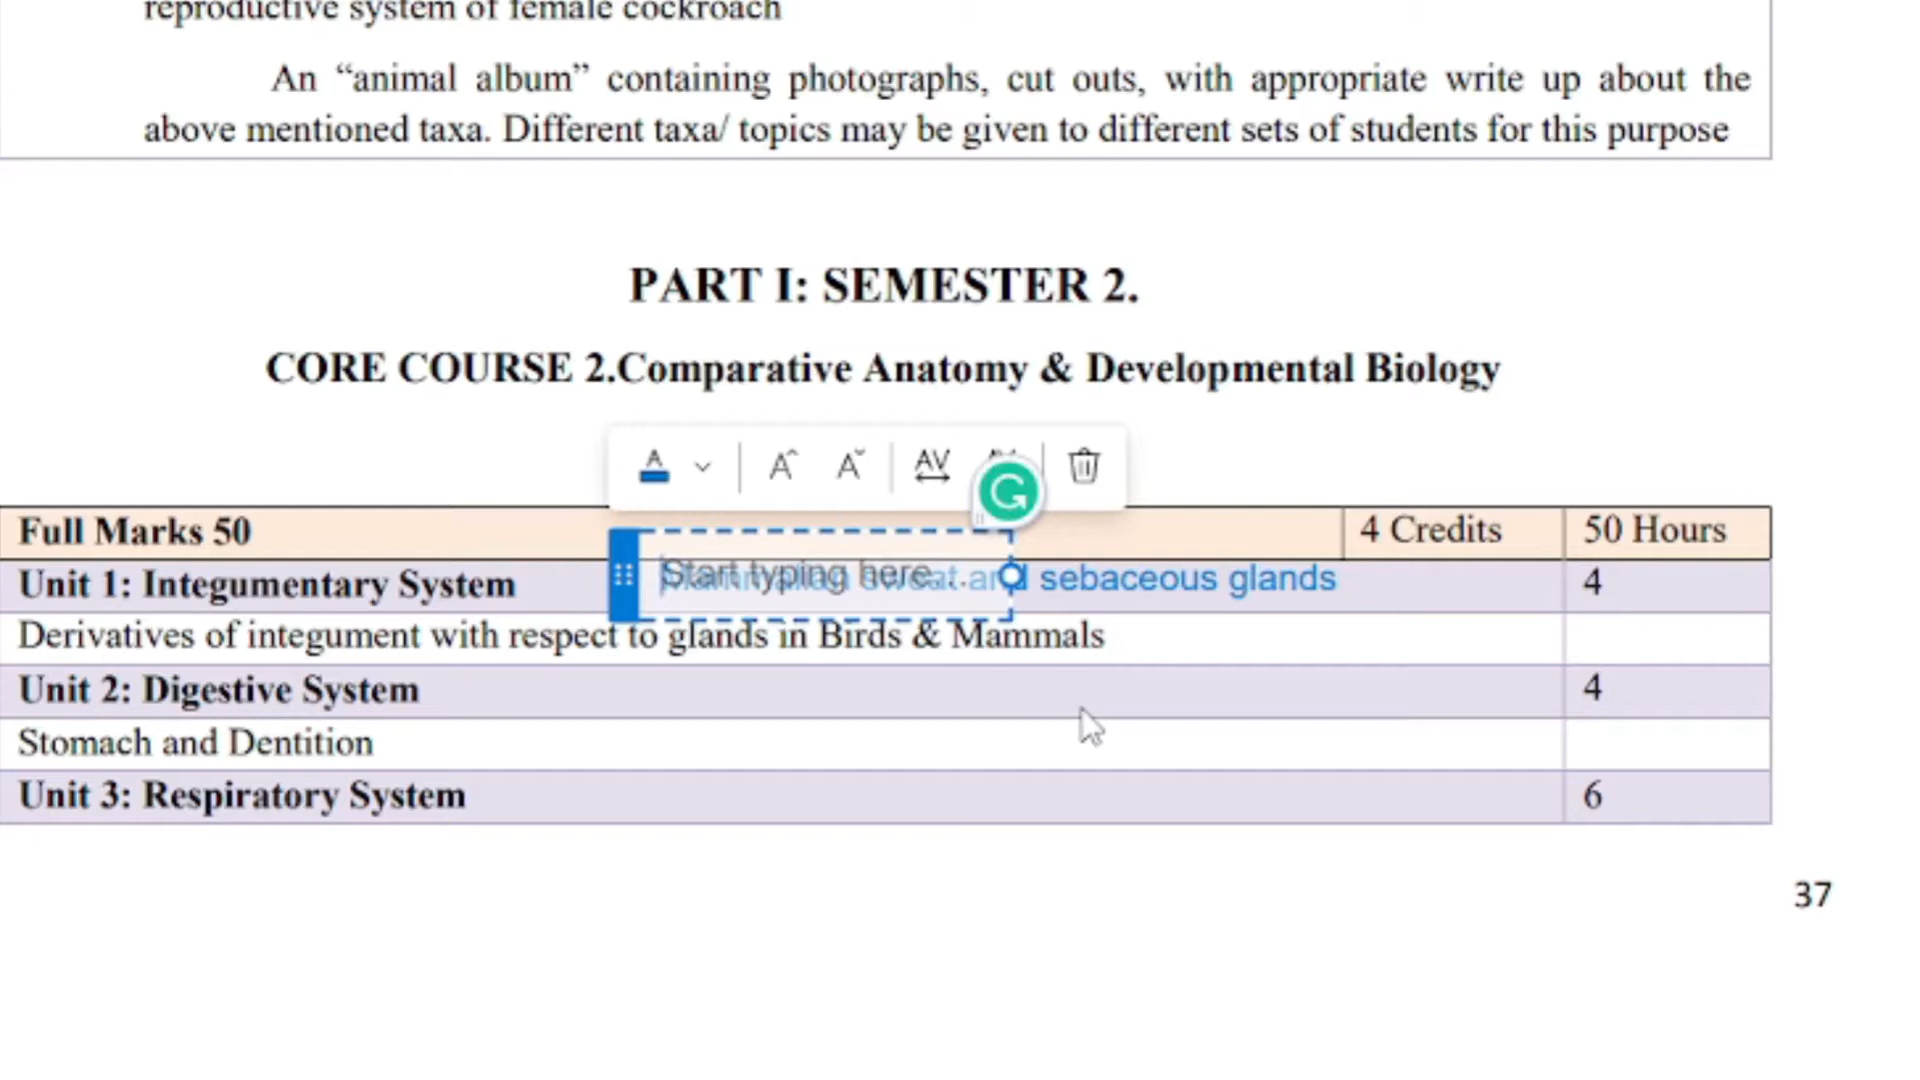 reproductive system of female cockroach
An “animal album” containing photographs, cut outs, with appropriate write up about the
above mentioned taxa. Different taxa/ topics may be given to different sets of students for this purpose
PART I: SEMESTER 2.
CORE COURSE 2.Comparative Anatomy & Developmental Biology
Full Marks 50 4 Credits 50 Hours
Unit 1: Integumentary System Start typing here... sweat and sebaceous glands 4
Derivatives of integument with respect to glands in Birds & Mammals
Unit 2: Digestive System 4
Stomach and Dentition
Unit 3: Respiratory System 6
37